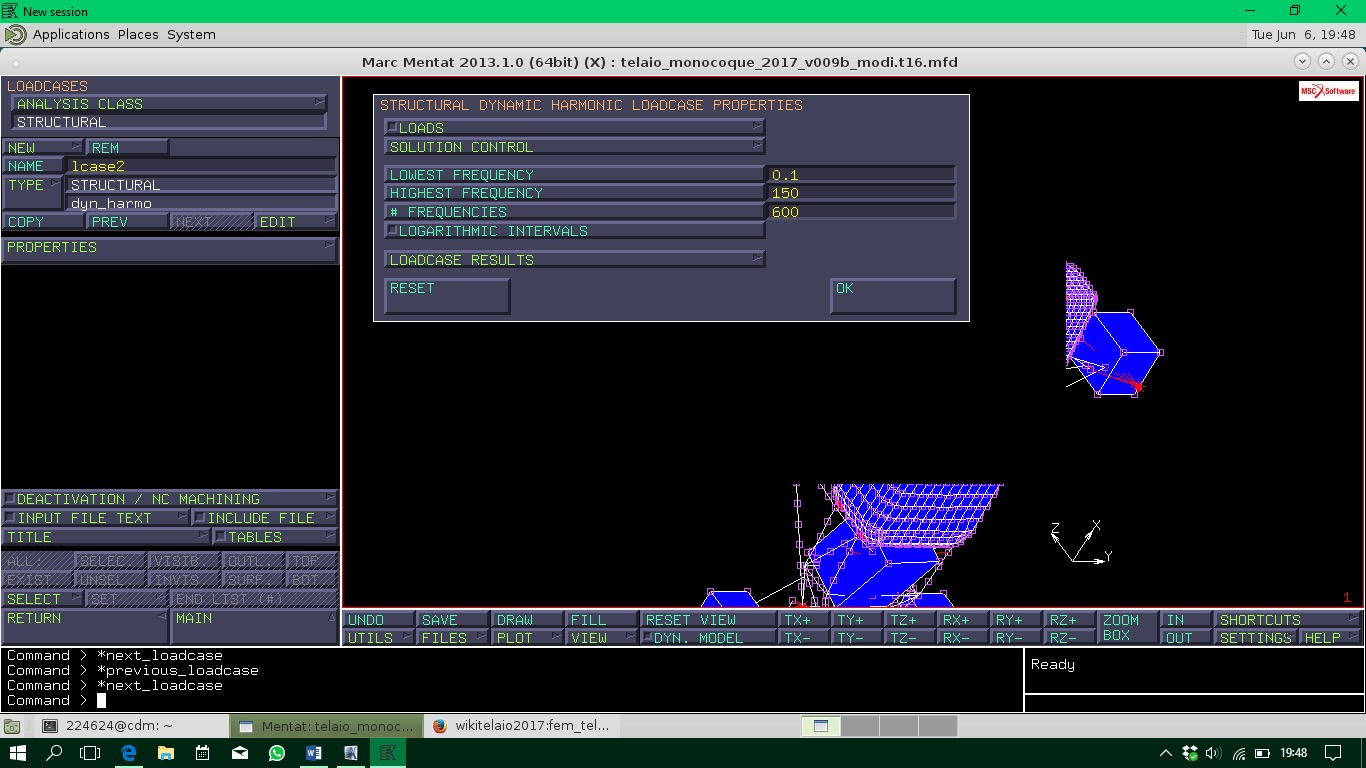 New session
Applications Places System
Tue Jun 6, 19:48
Marc Mentat 2013.1.0 (64bit) (X) : telaio_monocoque_2017_v009b_modi.t16.mfd
LOADCASES
ANALYSIS CLASS
STRUCTURAL
NEW REM
NAME lcase2
TYPE STRUCTURAL
dyn_harmo
COPY PREV NEXT EDIT
PROPERTIES
STRUCTURAL DYNAMIC HARMONIC LOADCASE PROPERTIES
LOADS
SOLUTION CONTROL
LOWEST FREQUENCY 0.1
HIGHEST FREQUENCY 150
# FREQUENCIES 600
LOGARITHMIC INTERVALS
LOADCASE RESULTS
RESET OK
MSC Software
Z X Y
1
DEACTIVATION / NC MACHINING
INPUT FILE TEXT INCLUDE FILE
TITLE TABLES
ALL: SELEC. VISIB. OUTL. TOP
EXIST. UNSEL. INVIS. SURF. BOT.
SELECT SET END LIST (#)
RETURN MAIN
UNDO SAVE DRAW FILL RESET VIEW TX+ TY+ TZ+ RX+ RY+ RZ+ ZOOM BOX IN SHORTCUTS
UTILS FILES PLOT VIEW DYN. MODEL TX- TY- TZ- RX- RY- RZ- OUT SETTINGS HELP
Command > *next_loadcase
Command > *previous_loadcase
Command > *next_loadcase
Command >
Ready
224624@cdm: ~ Mentat: telaio_monoc... wikitelaio2017:fem_tel...
19:48